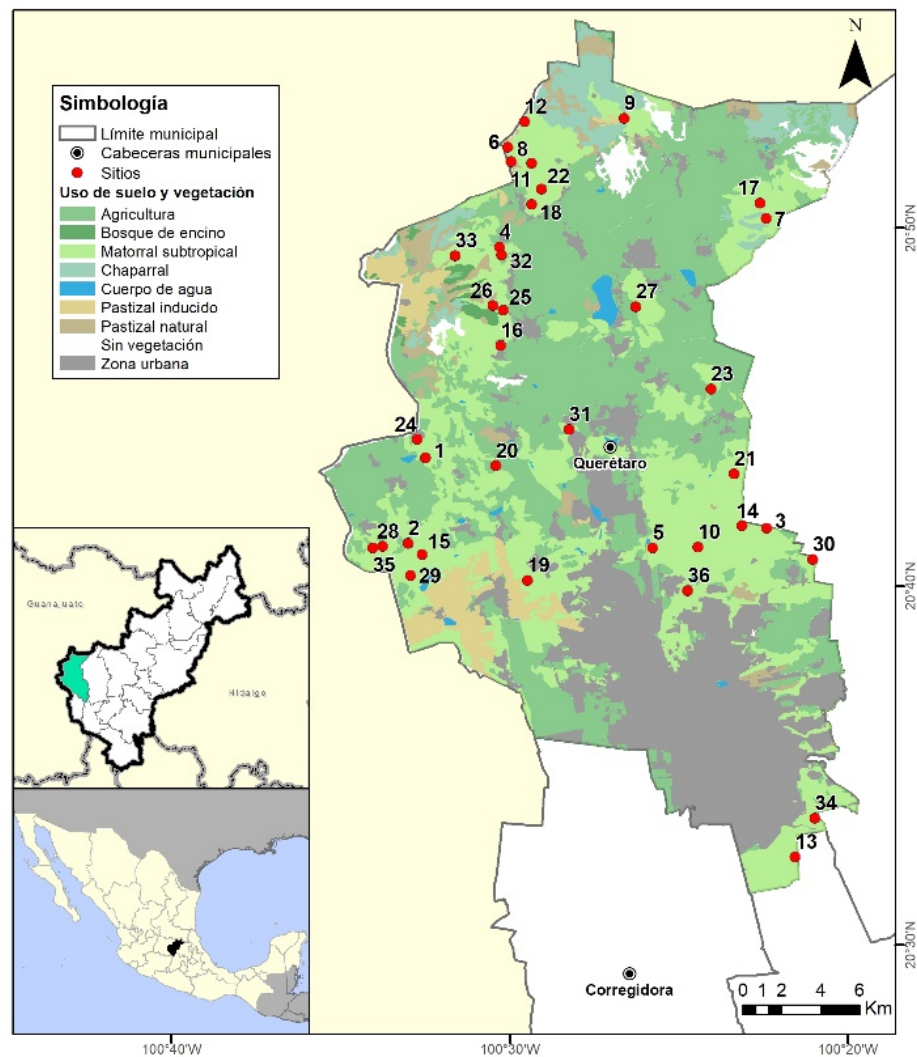 Simbología
Límite municipal
Cabeceras municipales
Sitios
Uso de suelo y vegetación
Agricultura
Bosque de encino
Matorral subtropical
Chaparral
Cuerpo de agua
Pastizal inducido
Pastizal natural
Sin vegetación
Zona urbana
N
12
9
6
8
11
22
18
17
7
20°50'N
33
4
32
26
25
27
16
23
24
31
Querétaro
1
20
21
14
3
28
2
15
5
10
30
35
29
19
36
20°40'N
34
13
20°30'N
Corregidora
0 1 2 4 6
Km
Guanajuato
Hidalgo
100°40'W
100°30'W
100°20'W